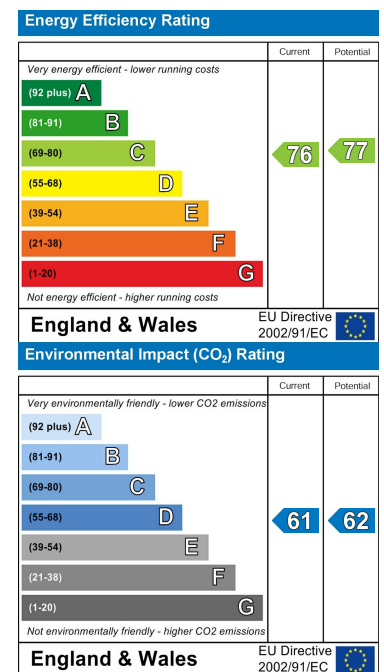 Energy Efficiency Rating
Current Potential
Very energy efficient - lower running costs
(92 plus) A
(81-91) B
(69-80) C
(55-68) D
(39-54) E
(21-38) F
(1-20) G
76 77
Not energy efficient - higher running costs
England & Wales
EU Directive
2002/91/EC
Environmental Impact (CO₂) Rating
Current Potential
Very environmentally friendly - lower CO2 emissions
(92 plus) A
(81-91) B
(69-80) C
(55-68) D
(39-54) E
(21-38) F
(1-20) G
61 62
Not environmentally friendly - higher CO2 emissions
England & Wales
EU Directive
2002/91/EC